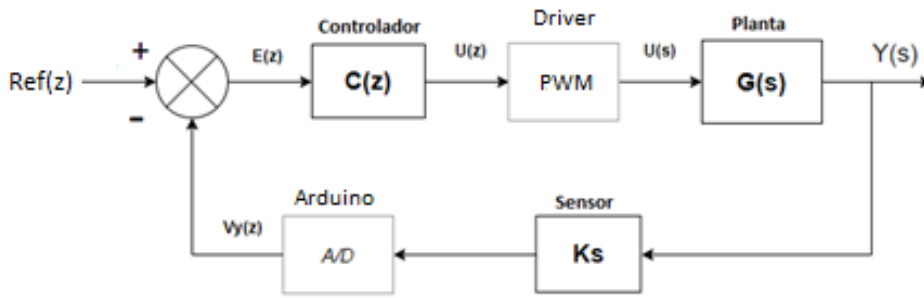 Driver
Controlador
Planta
+
E(z)
U(z)
U(s)
Y(s)
Ref(z)
C(z)
PWM
G(s)
−
Arduino
Sensor
Vy(z)
A/D
Ks